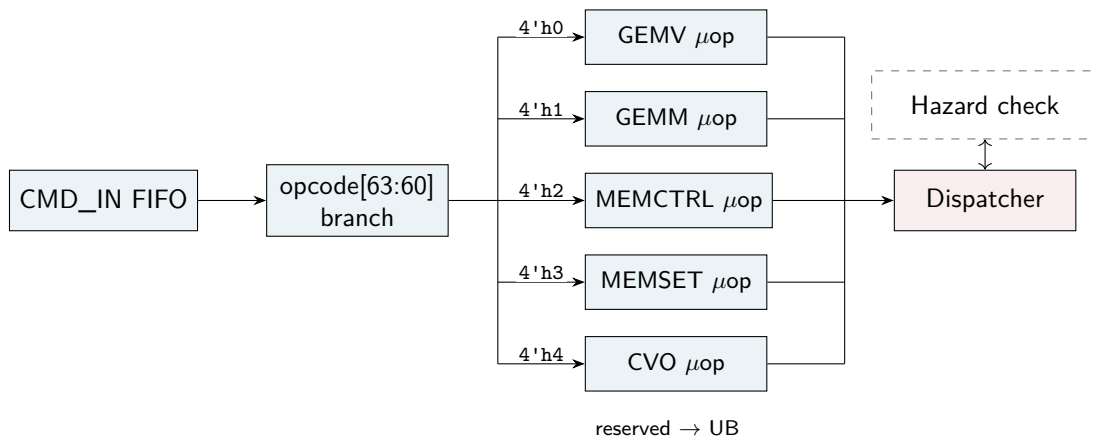 CMD_IN FIFO
opcode[63:60]
branch
4'h0
GEMV μop
4'h1
GEMM μop
4'h2
MEMCTRL μop
4'h3
MEMSET μop
4'h4
CVO μop
reserved → UB
Hazard check
Dispatcher